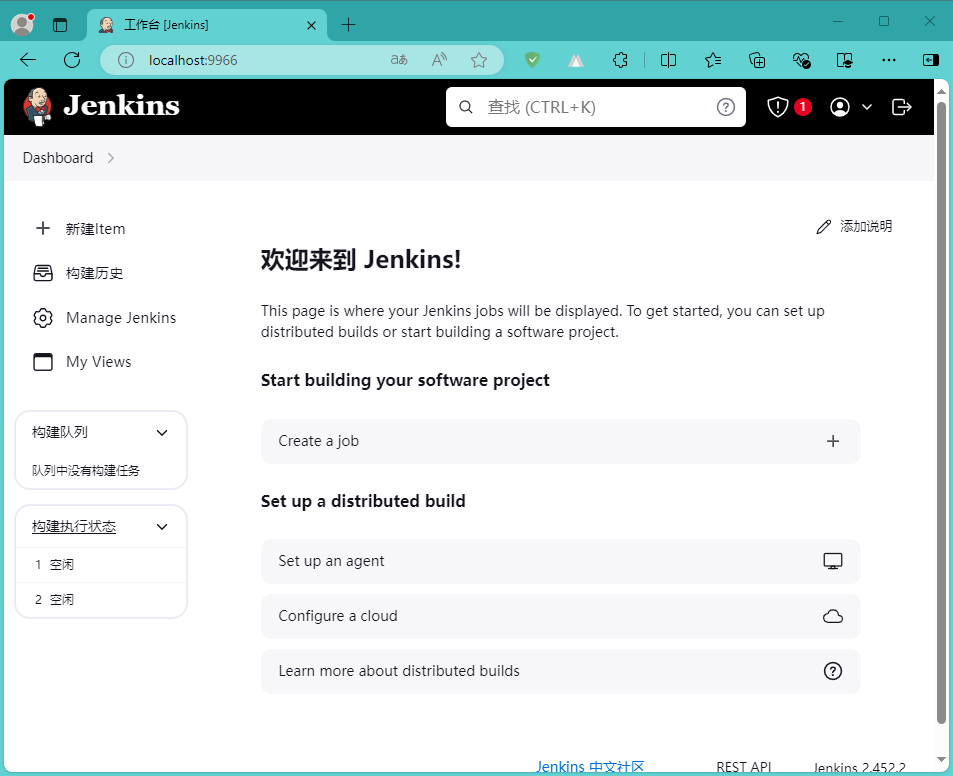 工作台 [Jenkins]
localhost:9966
Jenkins
查找 (CTRL+K)
1
Dashboard
新建Item
构建历史
Manage Jenkins
My Views
构建队列
队列中没有构建任务
构建执行状态
1 空闲
2 空闲
添加说明
欢迎来到 Jenkins!
This page is where your Jenkins jobs will be displayed. To get started, you can set up
distributed builds or start building a software project.
Start building your software project
Create a job
Set up a distributed build
Set up an agent
Configure a cloud
Learn more about distributed builds
Jenkins 中文社区
REST API
Jenkins 2.452.2